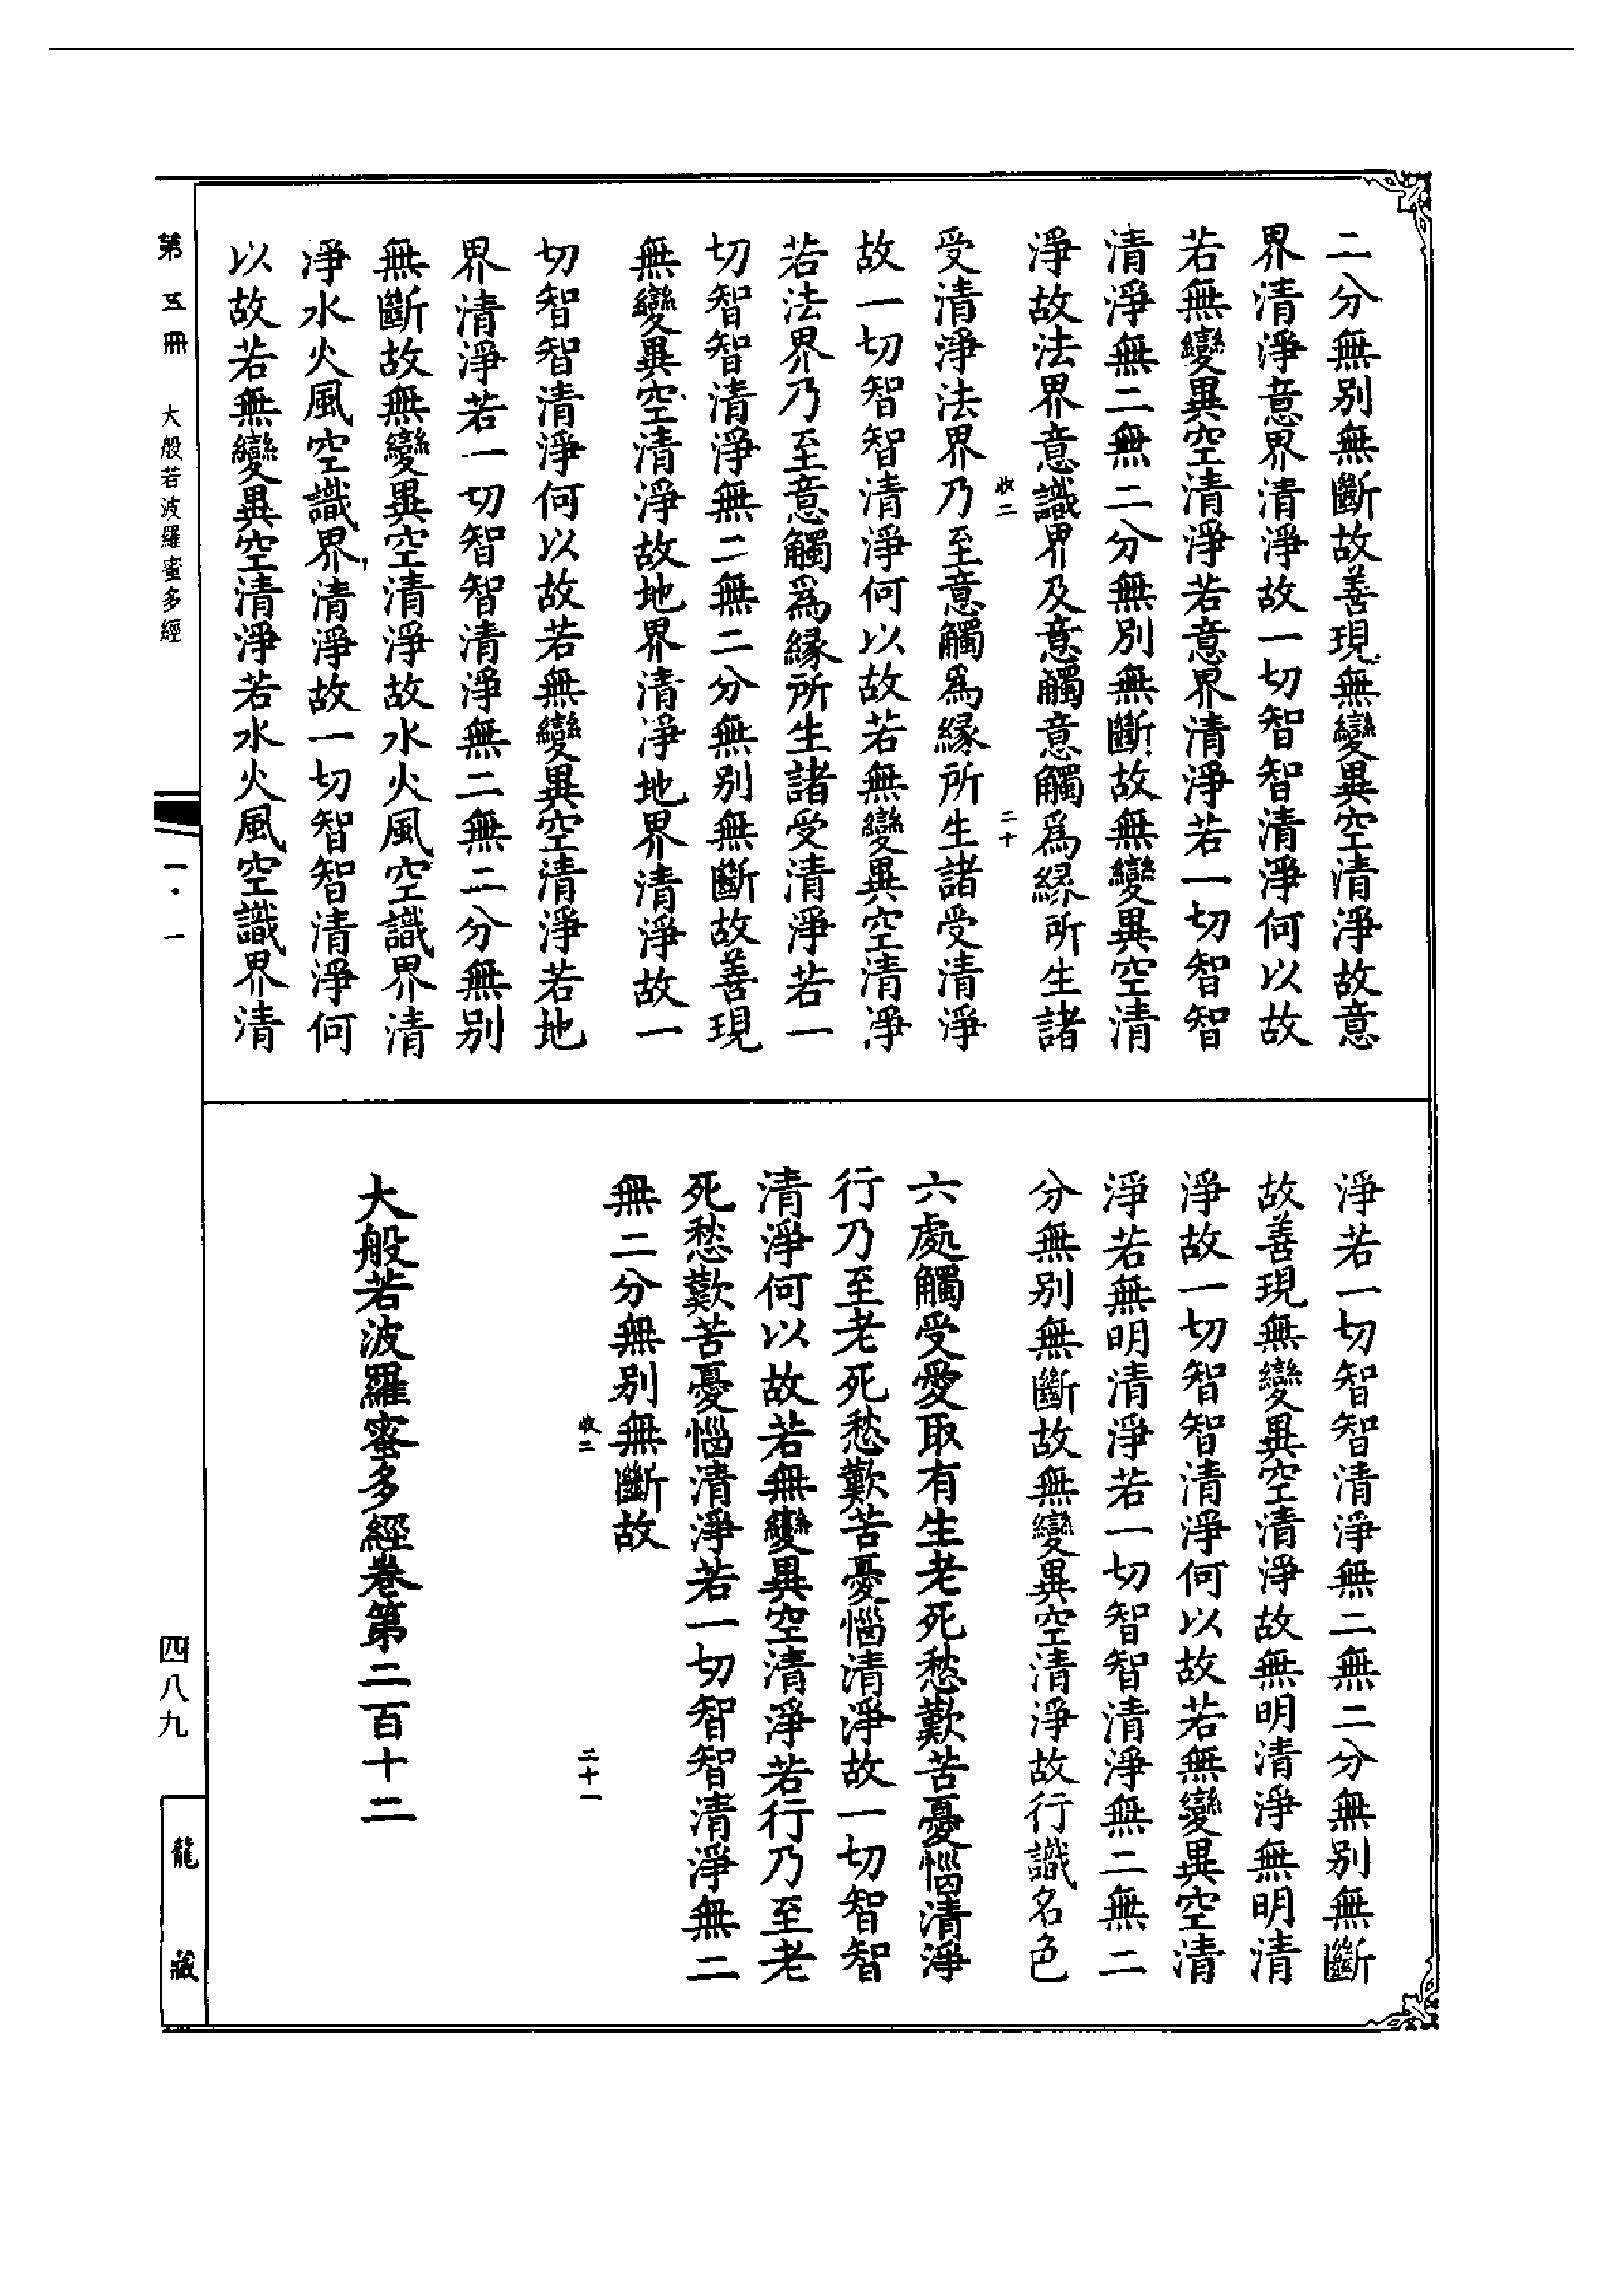 二分無别無斷故善現無變異空清淨故意
界清淨意界清淨故一切智智清淨何以故
若無變異空清淨若意界清淨若一切智智
清淨無二無二分無別無斷故無變異空清
淨故法界意識界及意觸意觸爲緣所生諸
收二 二十
受清淨法界乃至意觸爲緣所生諸受清淨
故一切智智清淨何以故若無變異空清淨
若法界乃至意觸爲緣所生諸受清淨若一
切智智清淨無二無二分無别無斷故善現
無變異空清淨故地界清淨地界清淨故一
切智智清淨何以故若無變異空清淨若地
界清淨若一切智智清淨無二無二分無别
無斷故無變異空清淨故水火風空識界清
淨水火風空識界清淨故一切智智清淨何
以故若無變異空清淨若水火風空識界清
淨若一切智智清淨無二無二分無别無斷
故善現無變異空清淨故無明清淨無明清
淨故一切智智清淨何以故若無變異空清
淨若無明清淨若一切智智清淨無二無二
分無别無斷故無變異空清淨故行識名色
六處觸受愛取有生老死愁歎苦憂惱清淨
行乃至老死愁歎苦憂惱清淨故一切智智
清淨何以故若無變異空清淨若行乃至老
死愁歎苦憂惱清淨若一切智智清淨無二
無二分無别無斷故
收二 二十一
大般若波羅蜜多經卷第二百十二
第五冊 大般若波羅蜜多經 一·一 四八九 龍藏